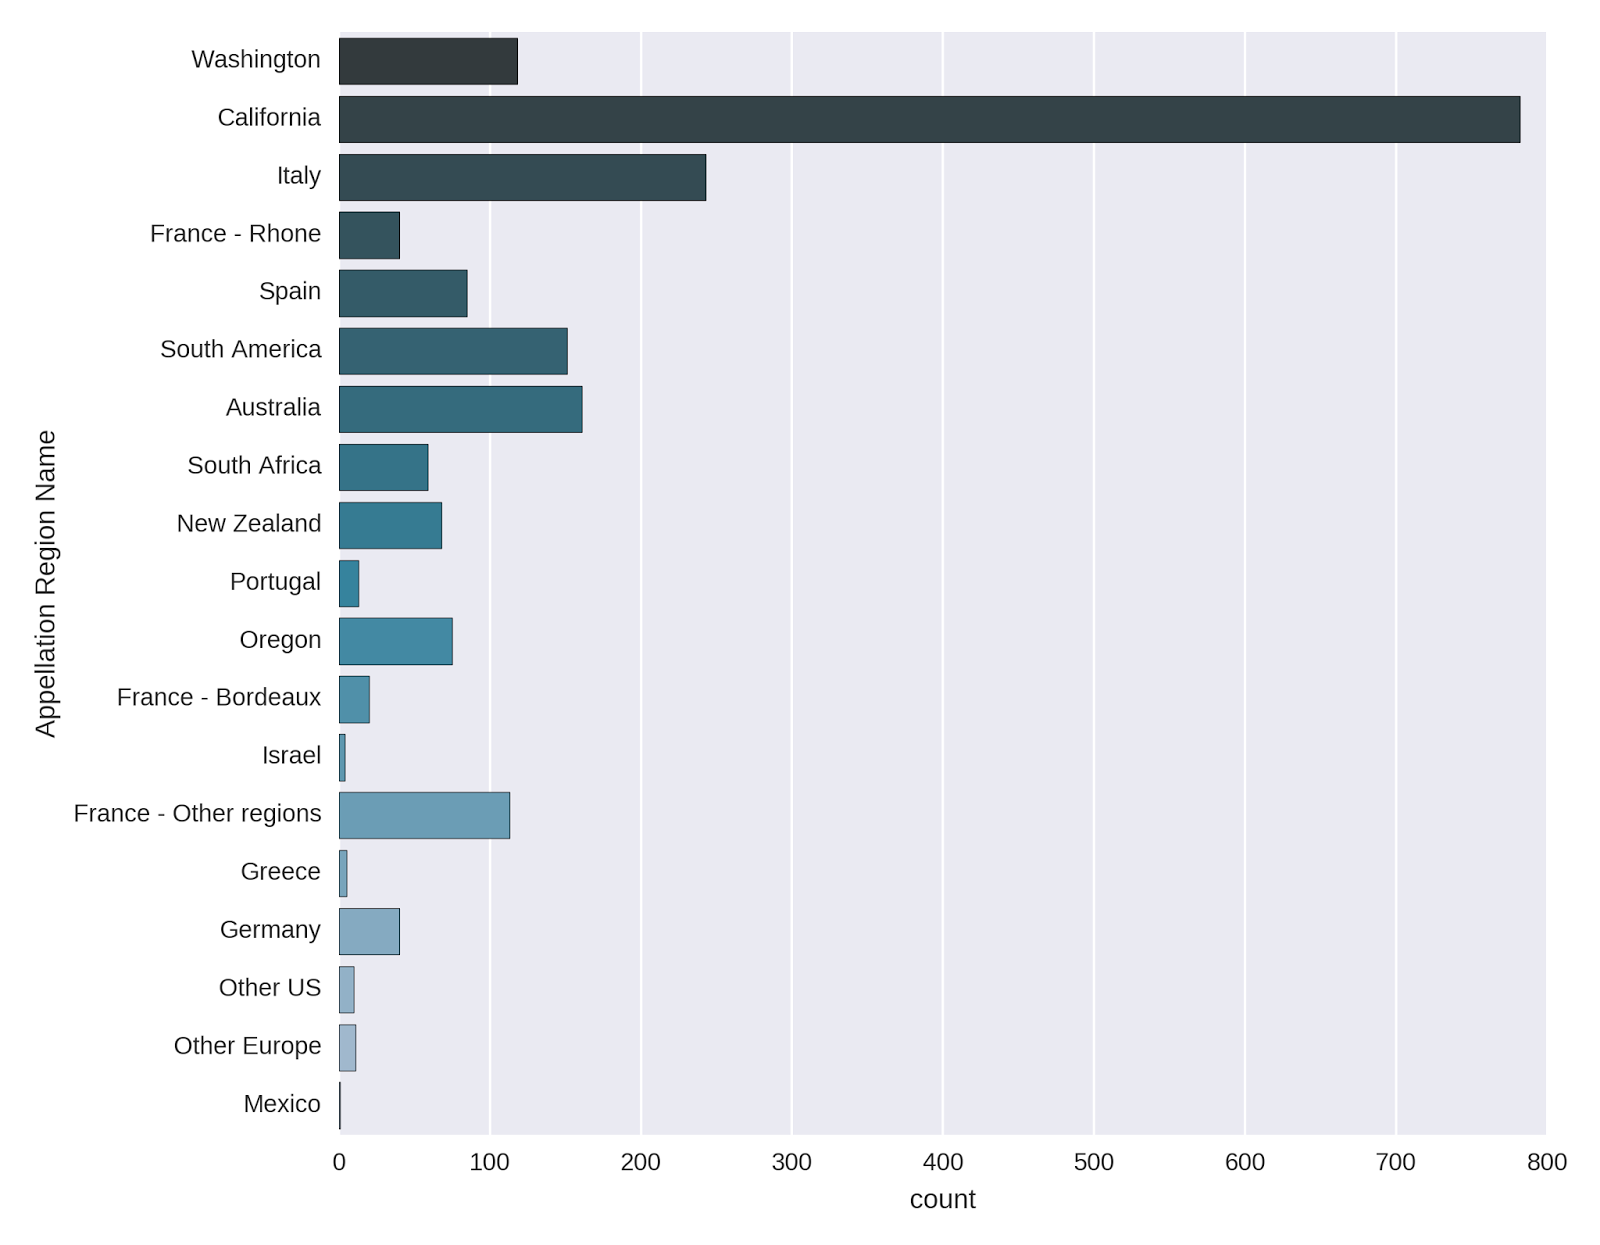 Washington
California
Italy
France - Rhone
Spain
South America
Australia
South Africa
New Zealand
Portugal
Oregon
France - Bordeaux
Israel
France - Other regions
Greece
Germany
Other US
Other Europe
Mexico
Appellation Region Name
0 100 200 300 400 500 600 700 800
count